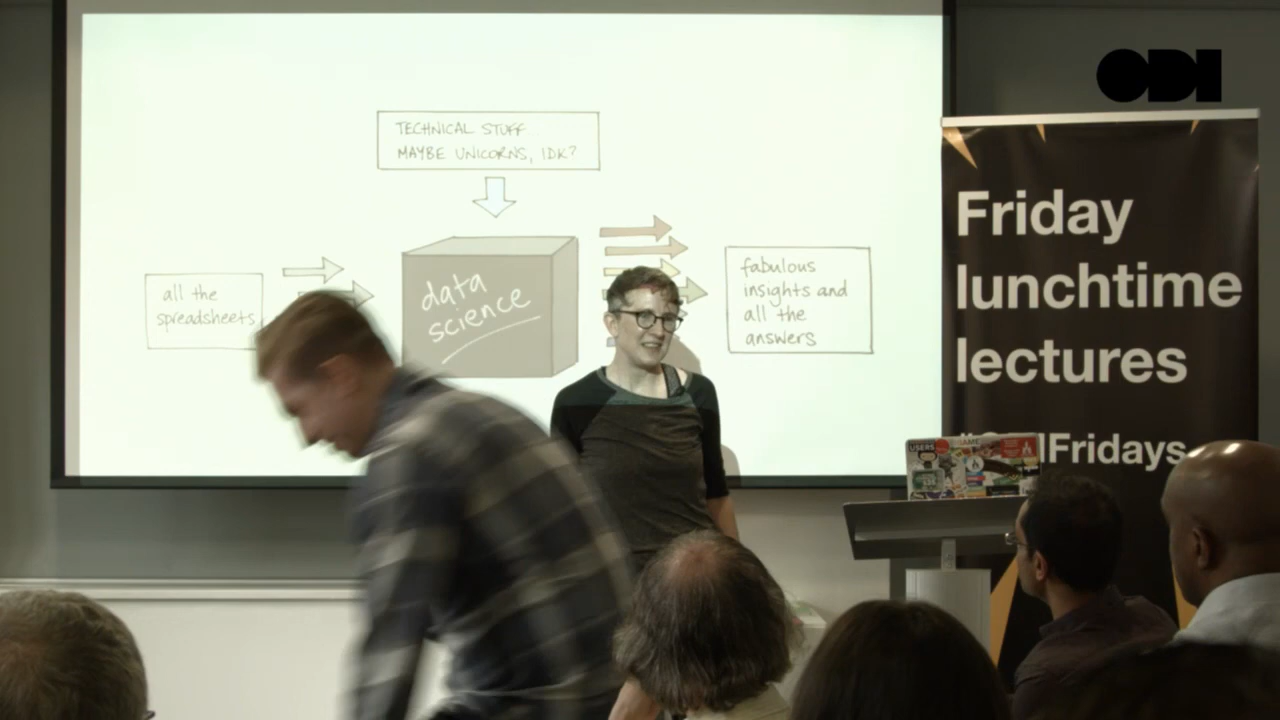 ODI
TECHNICAL STUFF
MAYBE UNICORNS, IDK?
all the
spreadsheets
data
science
fabulous
insights and
all the
answers
Friday
lunchtime
lectures
USERS